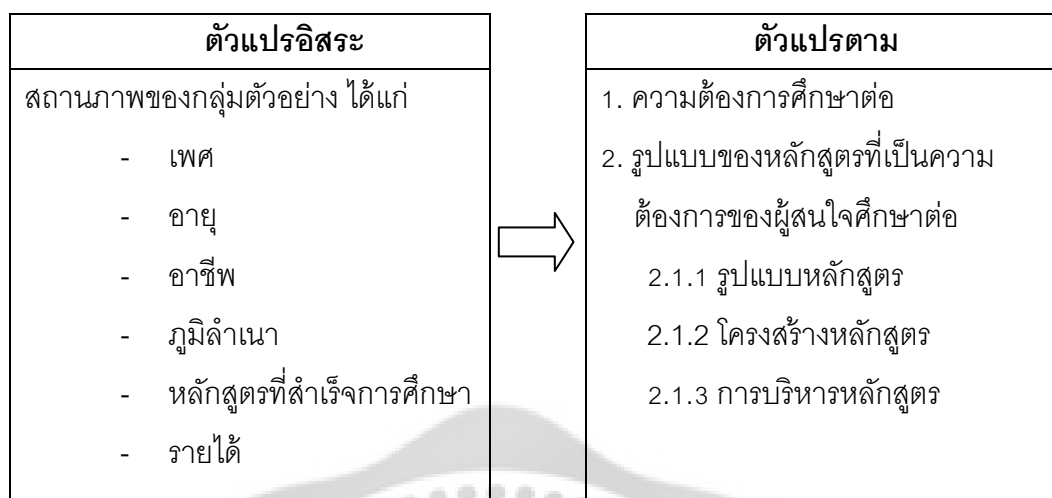 ตัวแปรอิสระ
สถานภาพของกลุ่มตัวอย่าง ได้แก่
- เพศ
- อายุ
- อาชีพ
- ภูมิลำเนา
- หลักสูตรที่สำเร็จการศึกษา
- รายได้
ตัวแปรตาม
1. ความต้องการศึกษาต่อ
2. รูปแบบของหลักสูตรที่เป็นความ
ต้องการของผู้สนใจศึกษาต่อ
2.1.1 รูปแบบหลักสูตร
2.1.2 โครงสร้างหลักสูตร
2.1.3 การบริหารหลักสูตร